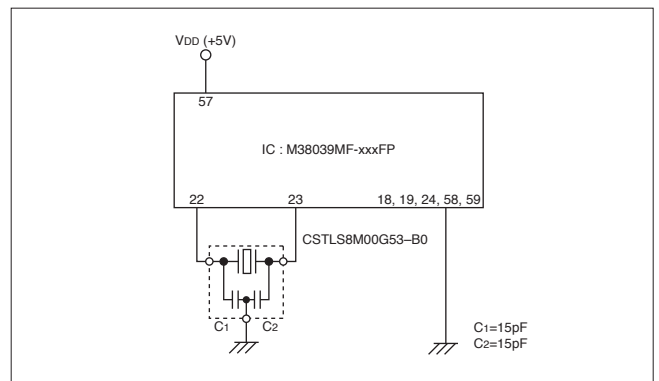 VDD (+5V)
57
IC : M38039MF-xxxFP
22
23
18, 19, 24, 58, 59
CSTLS8M00G53–B0
C1
C2
C1=15pF
C2=15pF